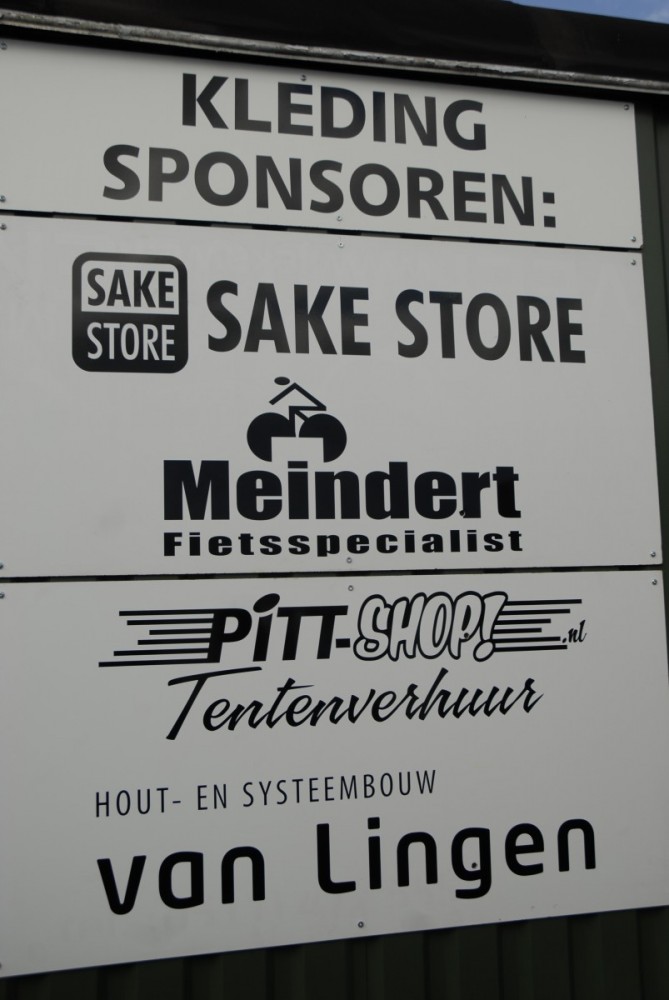 KLEDING
SPONSOREN:
SAKE
STORE
SAKE STORE
Meindert
Fietsspecialist
PiTT-SHOP!.nl
Tentenverhuur
HOUT- EN SYSTEEMBOUW
van Lingen